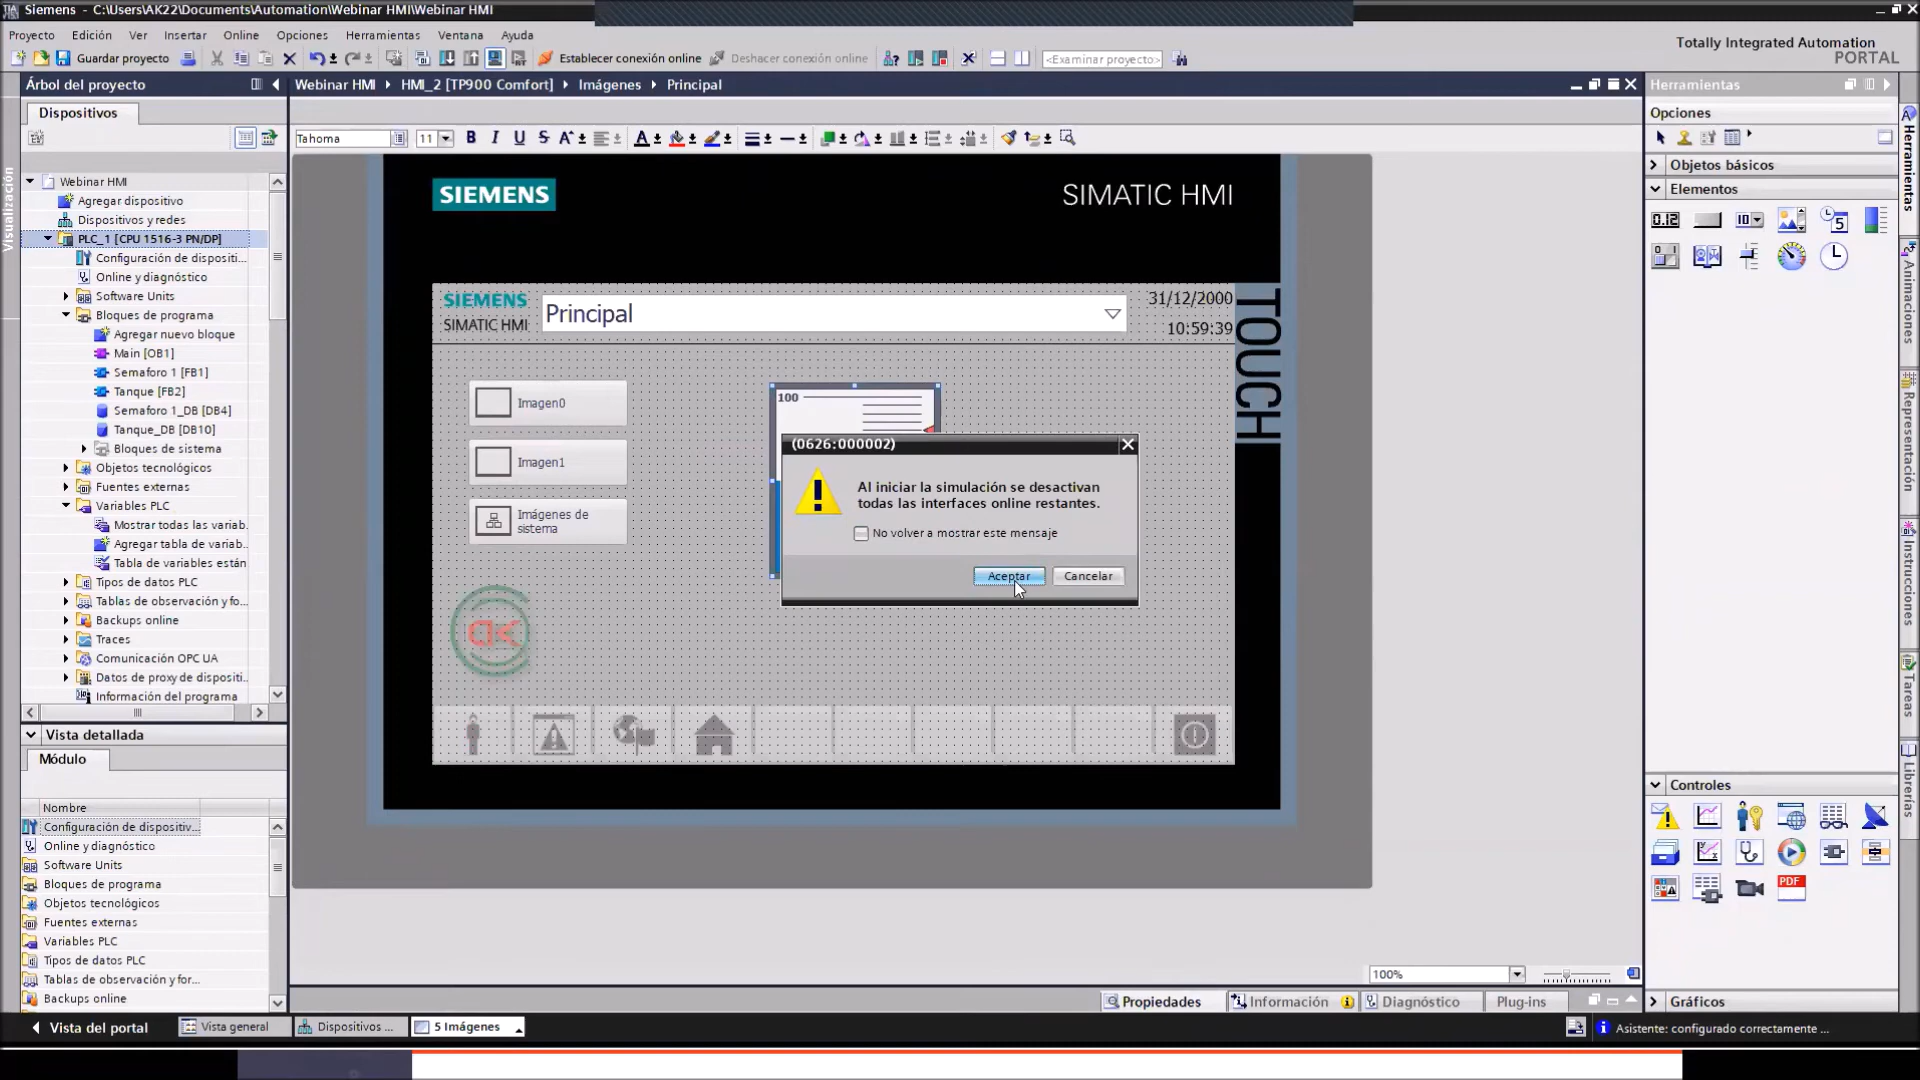 Siemens - C:\Users\AK22\Documents\Automation\Webinar HMI\Webinar HMI
Proyecto Edición Ver Insertar Online Opciones Herramientas Ventana Ayuda
Guardar proyecto Establecer conexión online Deshacer conexión online <Examinar proyecto>
Totally Integrated Automation
PORTAL
Árbol del proyecto
Webinar HMI HMI_2 [TP900 Comfort] Imágenes Principal
Herramientas
Dispositivos
Opciones
Tahoma 11 B I U S A A
Objetos básicos
Elementos
0.12 10 5
0 1
Webinar HMI
Agregar dispositivo
Dispositivos y redes
PLC_1 [CPU 1516-3 PN/DP]
Configuración de dispositi...
Online y diagnóstico
Software Units
Bloques de programa
Agregar nuevo bloque
Main [OB1]
Semaforo 1 [FB1]
Tanque [FB2]
Semaforo 1_DB [DB4]
Tanque_DB [DB10]
Bloques de sistema
Objetos tecnológicos
Fuentes externas
Variables PLC
Mostrar todas las variab..
Agregar tabla de variab..
Tabla de variables están
Tipos de datos PLC
Tablas de observación y fo...
Backups online
Traces
Comunicación OPC UA
Datos de proxy de dispositi...
Información del programa
Vista detallada
Módulo
Nombre
Configuración de dispositiv...
Online y diagnóstico
Software Units
Bloques de programa
Objetos tecnológicos
Fuentes externas
Variables PLC
Tipos de datos PLC
Tablas de observación y for...
Backups online
Visualización
SIEMENS
SIMATIC HMI
SIEMENS
SIMATIC HMI
Principal
31/12/2000
10:59:39
TOUCH
Imagen0
Imagen1
Imágenes de
sistema
100
(0626:000002)
Al iniciar la simulación se desactivan
todas las interfaces online restantes.
No volver a mostrar este mensaje
Aceptar Cancelar
100%
Propiedades Información Diagnóstico Plug-ins
Controles
PDF
Gráficos
Herramientas
Animaciones
Representación
Instrucciones
Tareas
Librerías
Vista del portal Vista general Dispositivos ... 5 Imágenes
Asistente: configurado correctamente ...